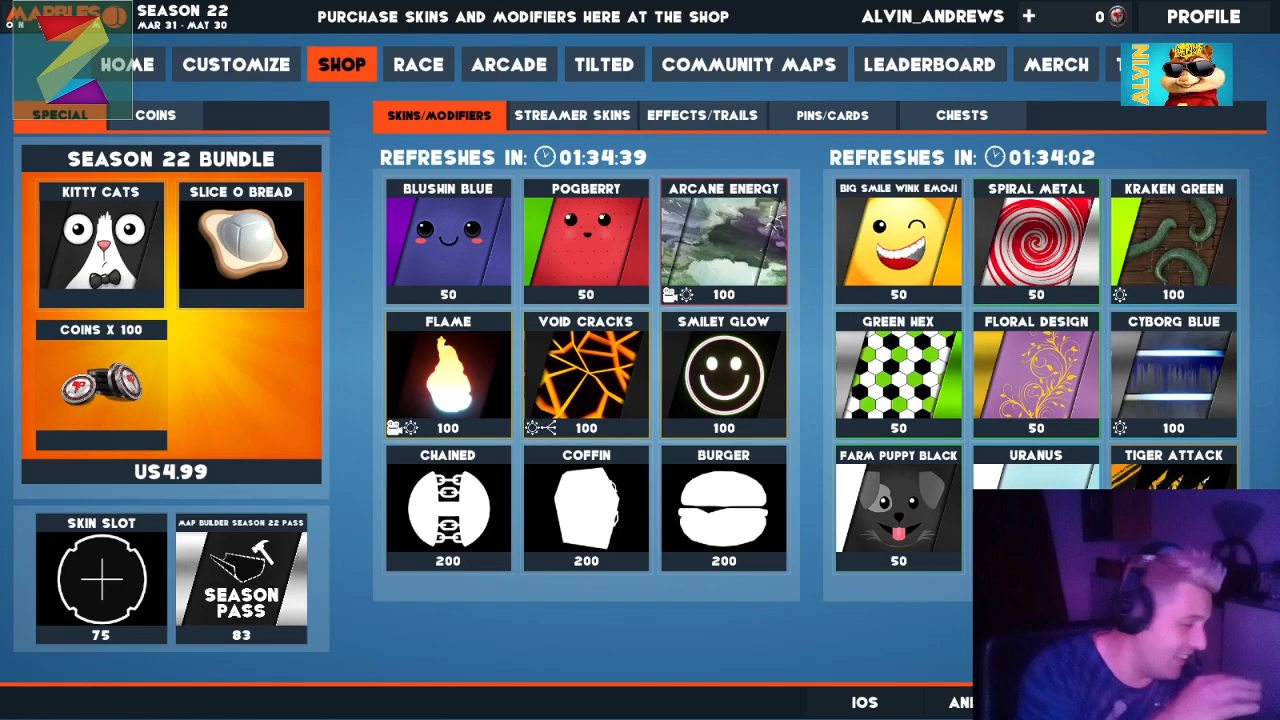 MARBLES
ON
SEASON 22
MAR 31 - MAY 30
PURCHASE SKINS AND MODIFIERS HERE AT THE SHOP
ALVIN_ANDREWS +
0
PROFILE
HOME
CUSTOMIZE
SHOP
RACE
ARCADE
TILTED
COMMUNITY MAPS
LEADERBOARD
MERCH
ALVIN
SPECIAL
COINS
SKINS/MODIFIERS
STREAMER SKINS
EFFECTS/TRAILS
PINS/CARDS
CHESTS
SEASON 22 BUNDLE
KITTY CATS
SLICE O BREAD
COINS X 100
US4.99
SKIN SLOT
75
MAP BUILDER SEASON 22 PASS
SEASON
PASS
83
REFRESHES IN: 01:34:39
BLUSHIN BLUE
POGBERRY
ARCANE ENERGY
50
50
100
FLAME
VOID CRACKS
SMILEY GLOW
100
100
100
CHAINED
COFFIN
BURGER
200
200
200
REFRESHES IN: 01:34:02
BIG SMILE WINK EMOJI
SPIRAL METAL
KRAKEN GREEN
50
50
100
GREEN HEX
FLORAL DESIGN
CYBORG BLUE
50
50
100
FARM PUPPY BLACK
URANUS
TIGER ATTACK
50
IOS